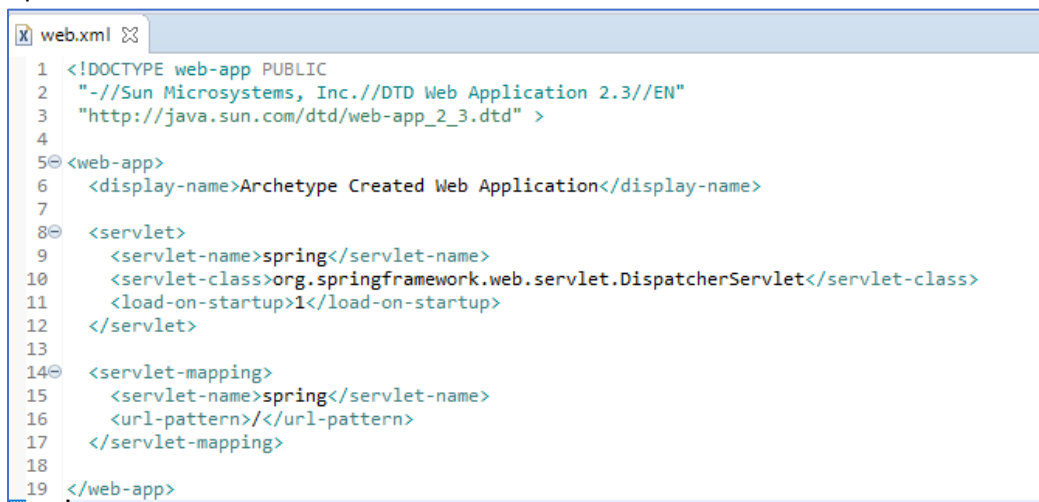 web.xml
1 <!DOCTYPE web-app PUBLIC
2 "-//Sun Microsystems, Inc.//DTD Web Application 2.3//EN"
3 "http://java.sun.com/dtd/web-app_2_3.dtd" >
4
5 <web-app>
6 <display-name>Archetype Created Web Application</display-name>
7
8 <servlet>
9 <servlet-name>spring</servlet-name>
10 <servlet-class>org.springframework.web.servlet.DispatcherServlet</servlet-class>
11 <load-on-startup>1</load-on-startup>
12 </servlet>
13
14 <servlet-mapping>
15 <servlet-name>spring</servlet-name>
16 <url-pattern>/</url-pattern>
17 </servlet-mapping>
18
19 </web-app>